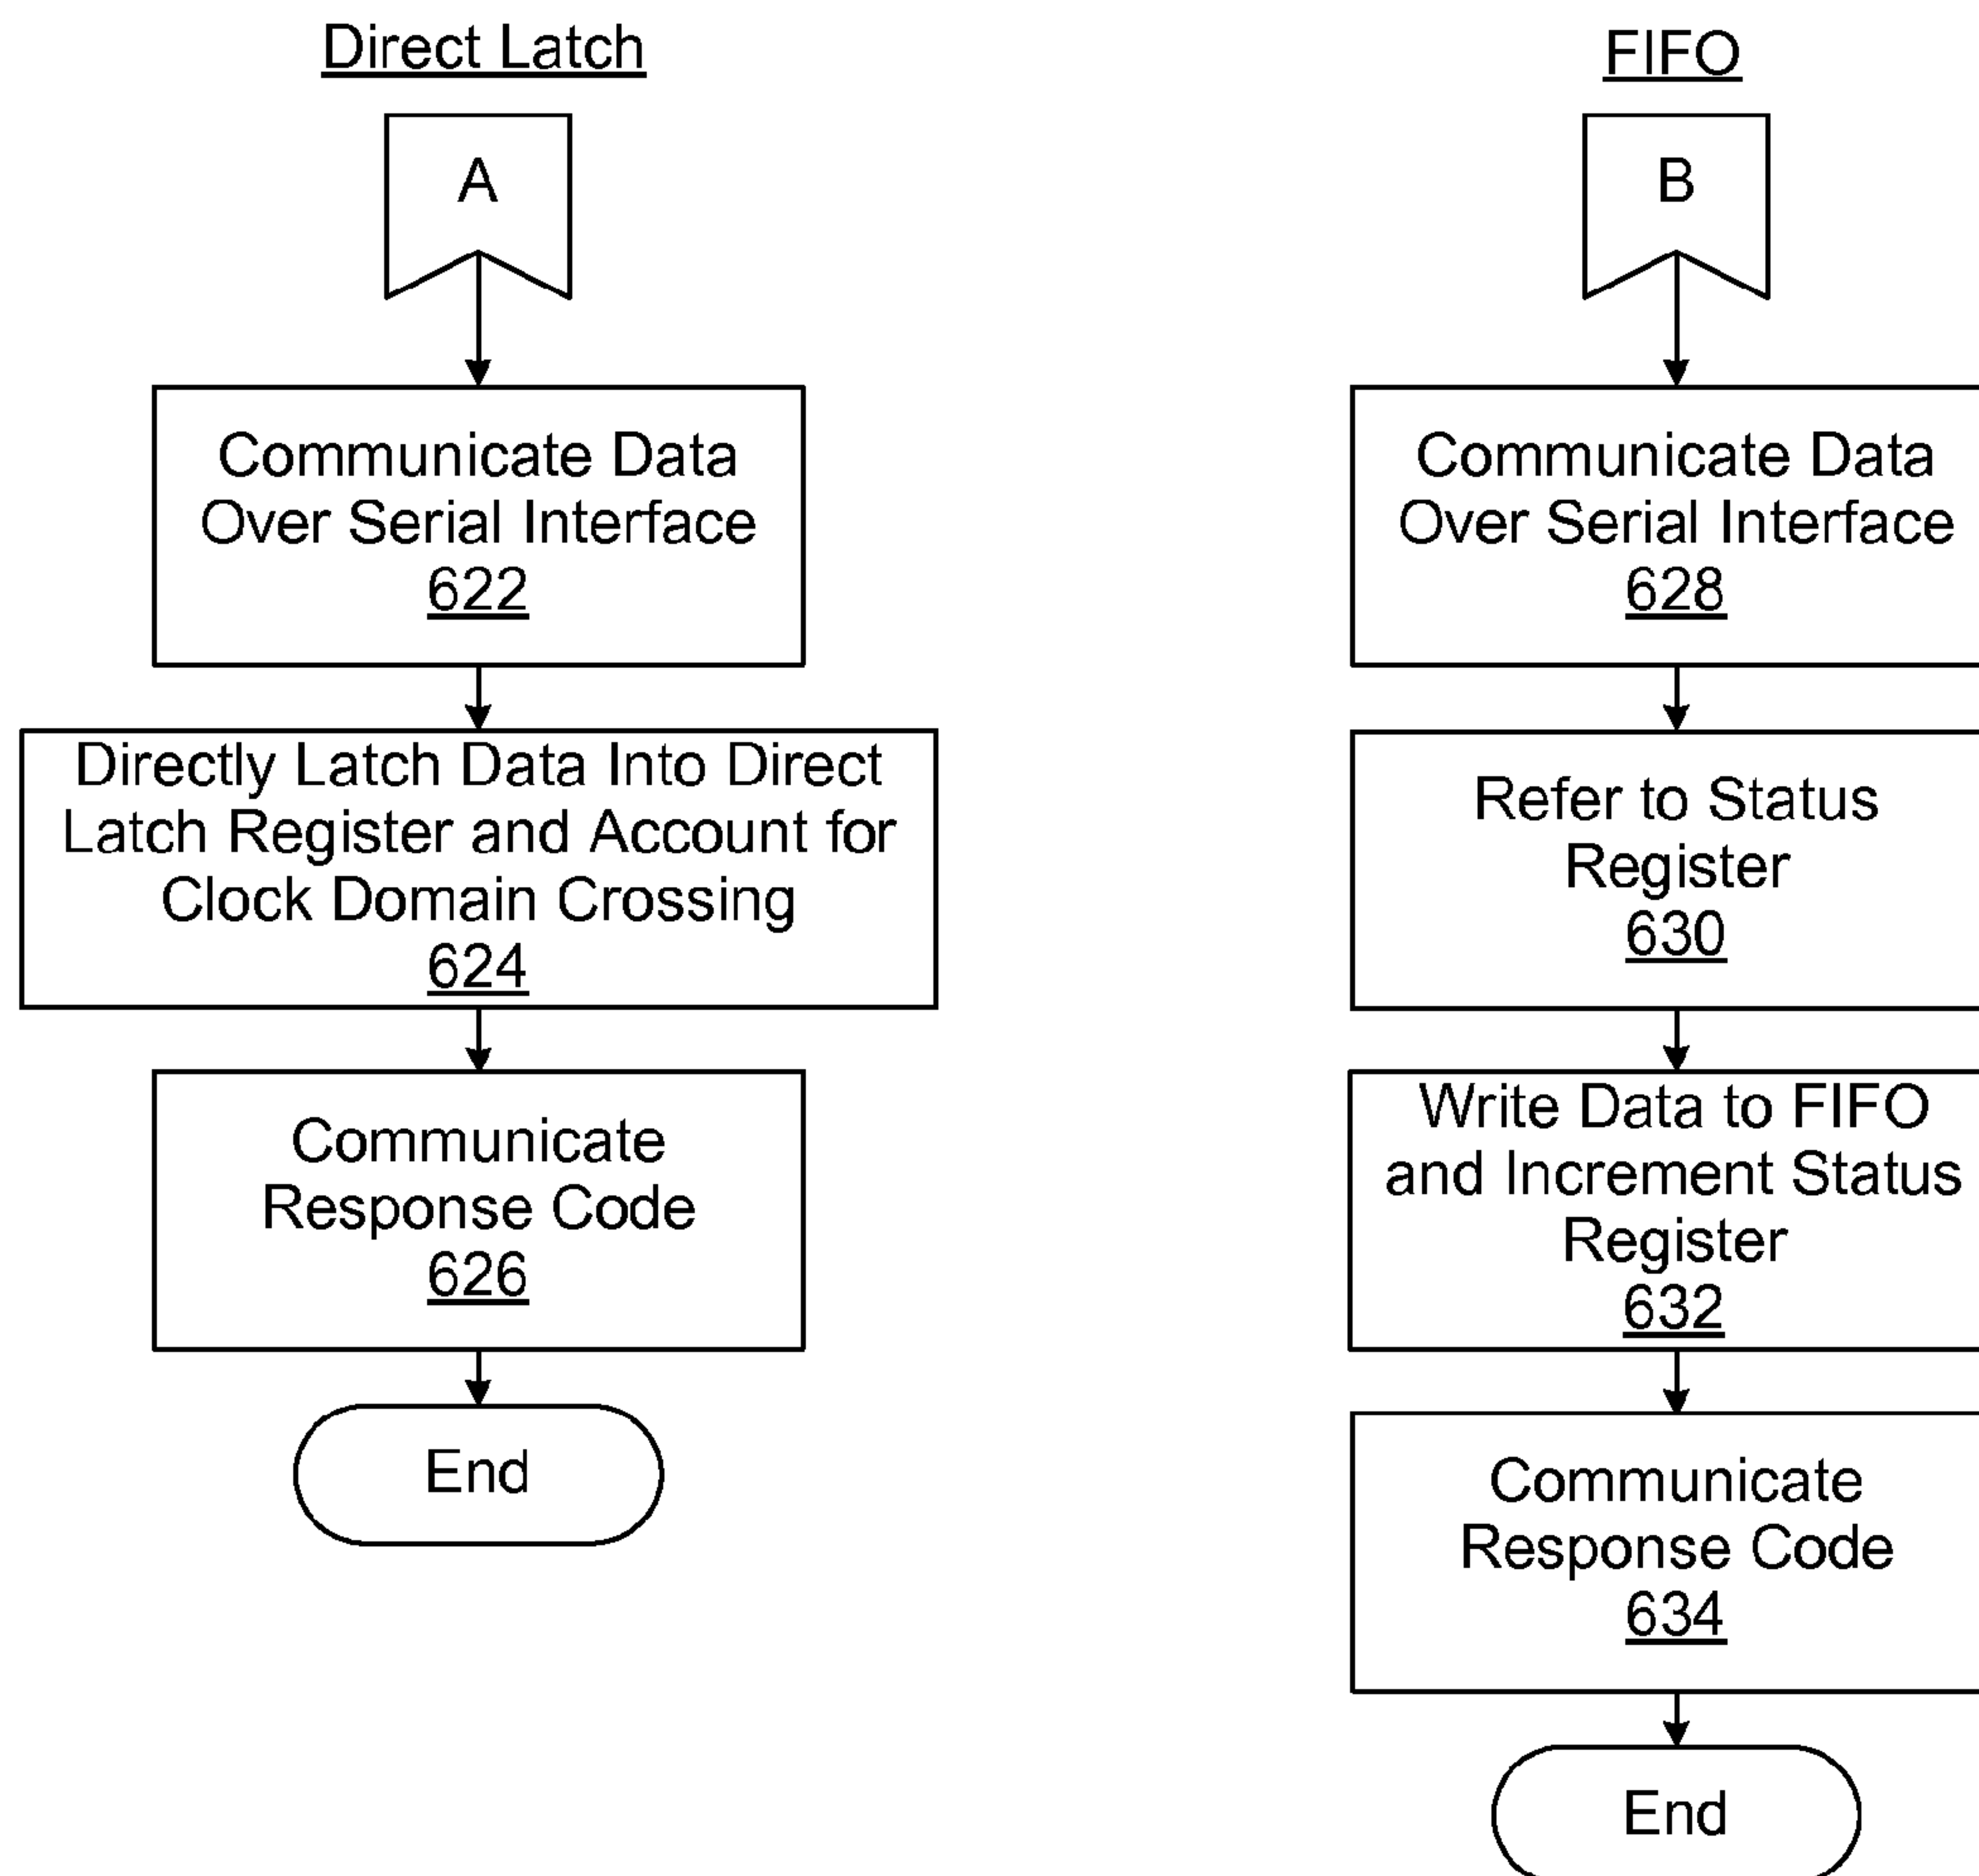 Direct Latch
A
Communicate Data
Over Serial Interface
622
Directly Latch Data Into Direct
Latch Register and Account for
Clock Domain Crossing
624
Communicate
Response Code
626
End
FIFO
B
Communicate Data
Over Serial Interface
628
Refer to Status
Register
630
Write Data to FIFO
and Increment Status
Register
632
Communicate
Response Code
634
End